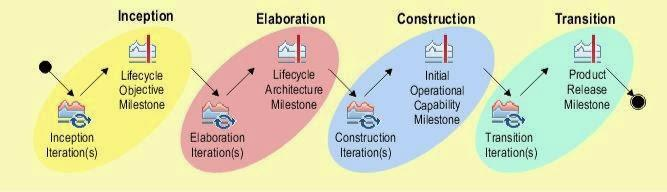 Inception
Elaboration
Construction
Transition
Lifecycle
Objective
Milestone
Inception
Iteration(s)
Lifecycle
Architecture
Milestone
Elaboration
Iteration(s)
Initial
Operational
Capability
Milestone
Construction
Iteration(s)
Product
Release
Milestone
Transition
Iteration(s)